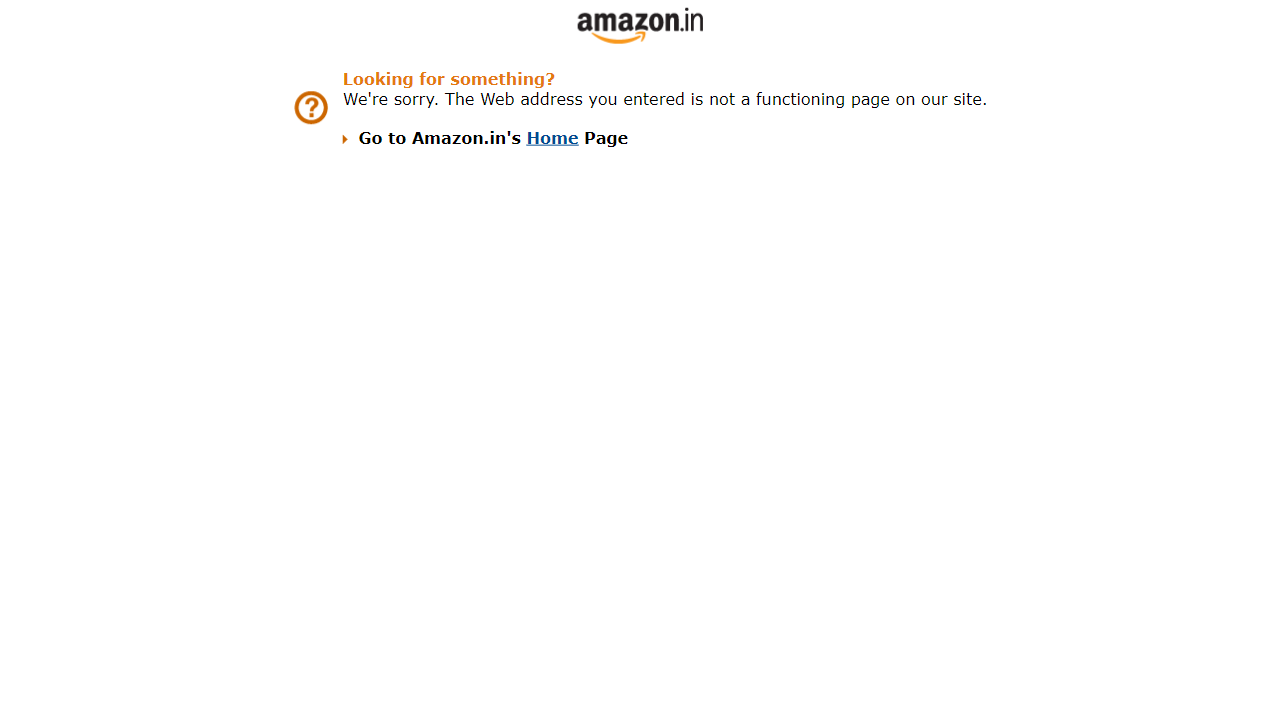 amazon.in
Looking for something?
We're sorry. The Web address you entered is not a functioning page on our site.
Go to Amazon.in's Home Page